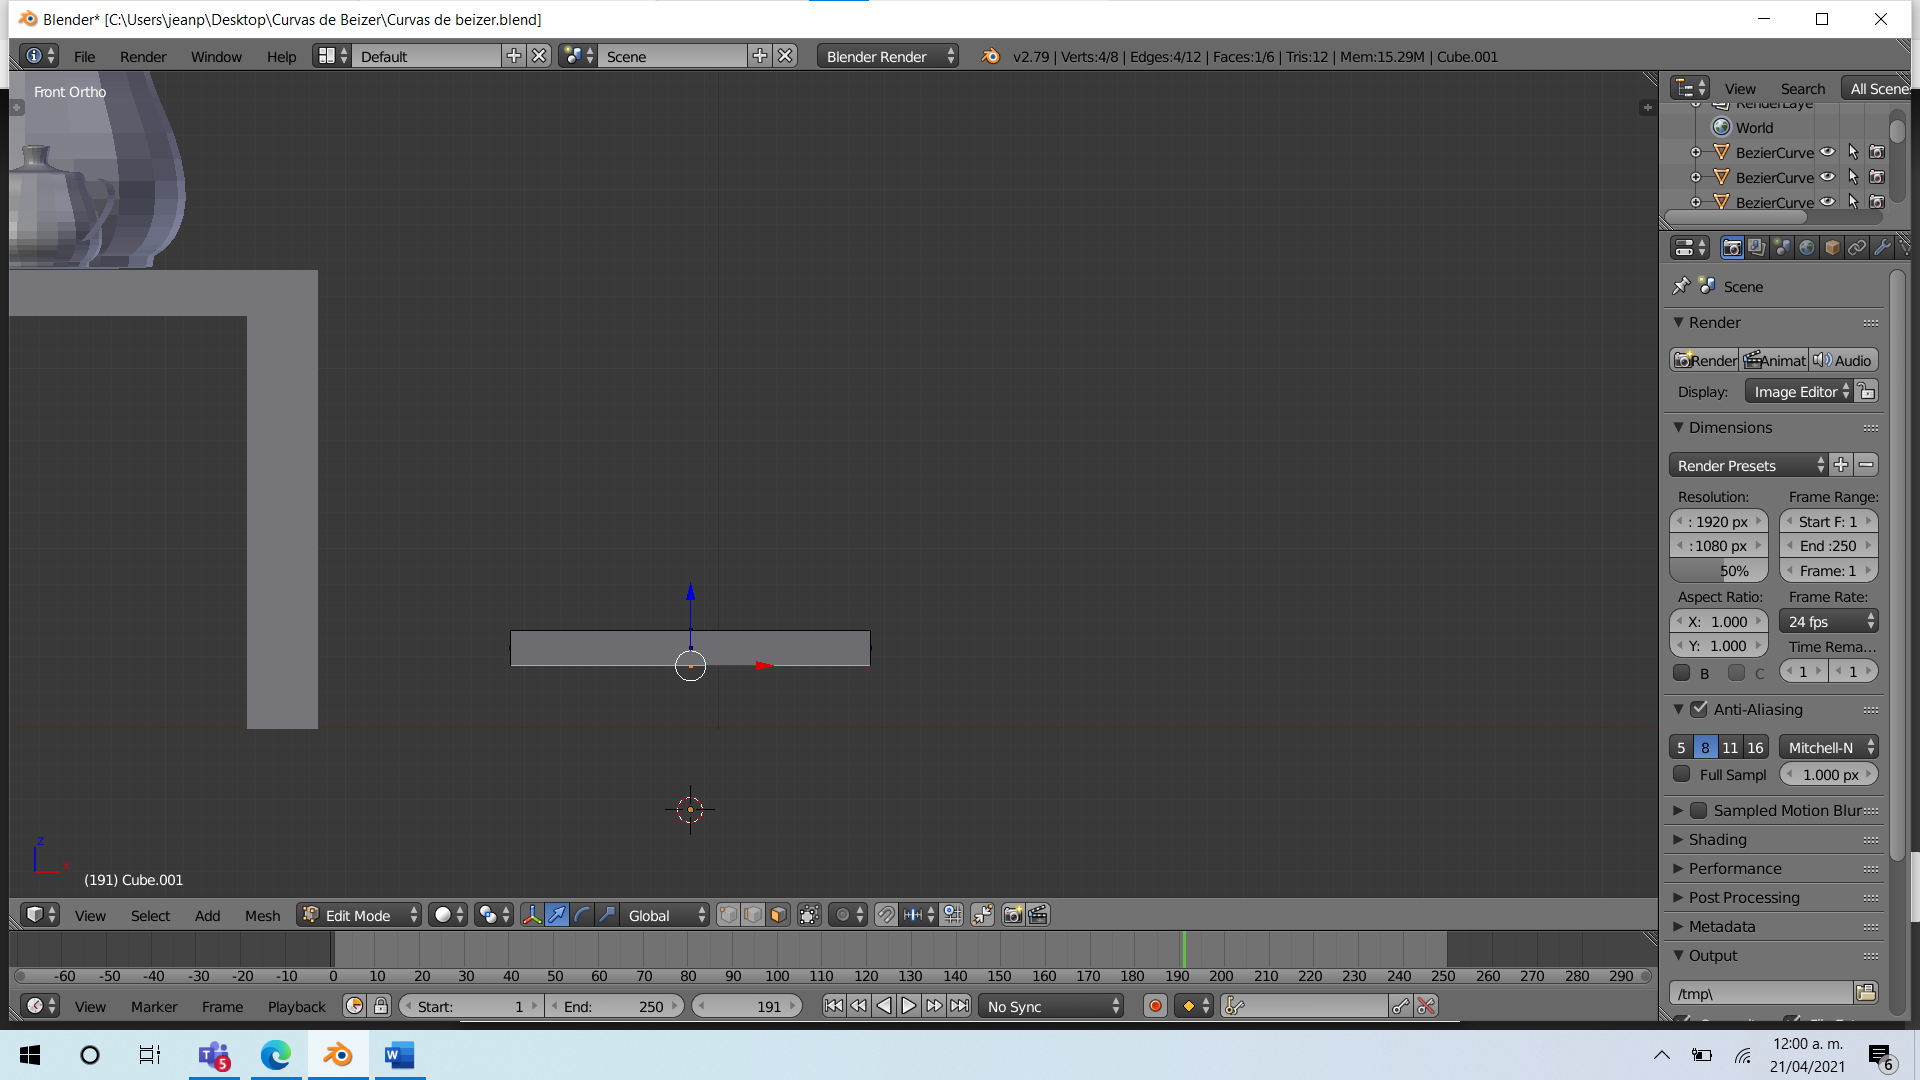 Blender* [C:\Users\jeanp\Desktop\Curvas de Beizer\Curvas de beizer.blend]
File Render Window Help Default Scene Blender Render v2.79 | Verts:4/8 | Edges:4/12 | Faces:1/6 | Tris:12 | Mem:15.29M | Cube.001
Front Ortho
View Search All Scene
RenderLaye
World
BezierCurve
BezierCurve
BezierCurve
Scene
Render
Render Animat Audio
Display: Image Editor
Dimensions
Render Presets
Resolution: Frame Range:
: 1920 px Start F: 1
: 1080 px End :250
50% Frame: 1
Aspect Ratio: Frame Rate:
X: 1.000 24 fps
Y: 1.000 Time Rema...
B C 1 1
Anti-Aliasing
5 8 11 16 Mitchell-N
Full Sampl 1.000 px
Sampled Motion Blur
Shading
Performance
Post Processing
Metadata
Output
/tmp\
z
x
(191) Cube.001
View Select Add Mesh Edit Mode Global
-60 -50 -40 -30 -20 -10 0 10 20 30 40 50 60 70 80 90 100 110 120 130 140 150 160 170 180 190 200 210 220 230 240 250 260 270 280 290
View Marker Frame Playback Start: 1 End: 250 191 No Sync
5
12:00 a. m.
21/04/2021
6